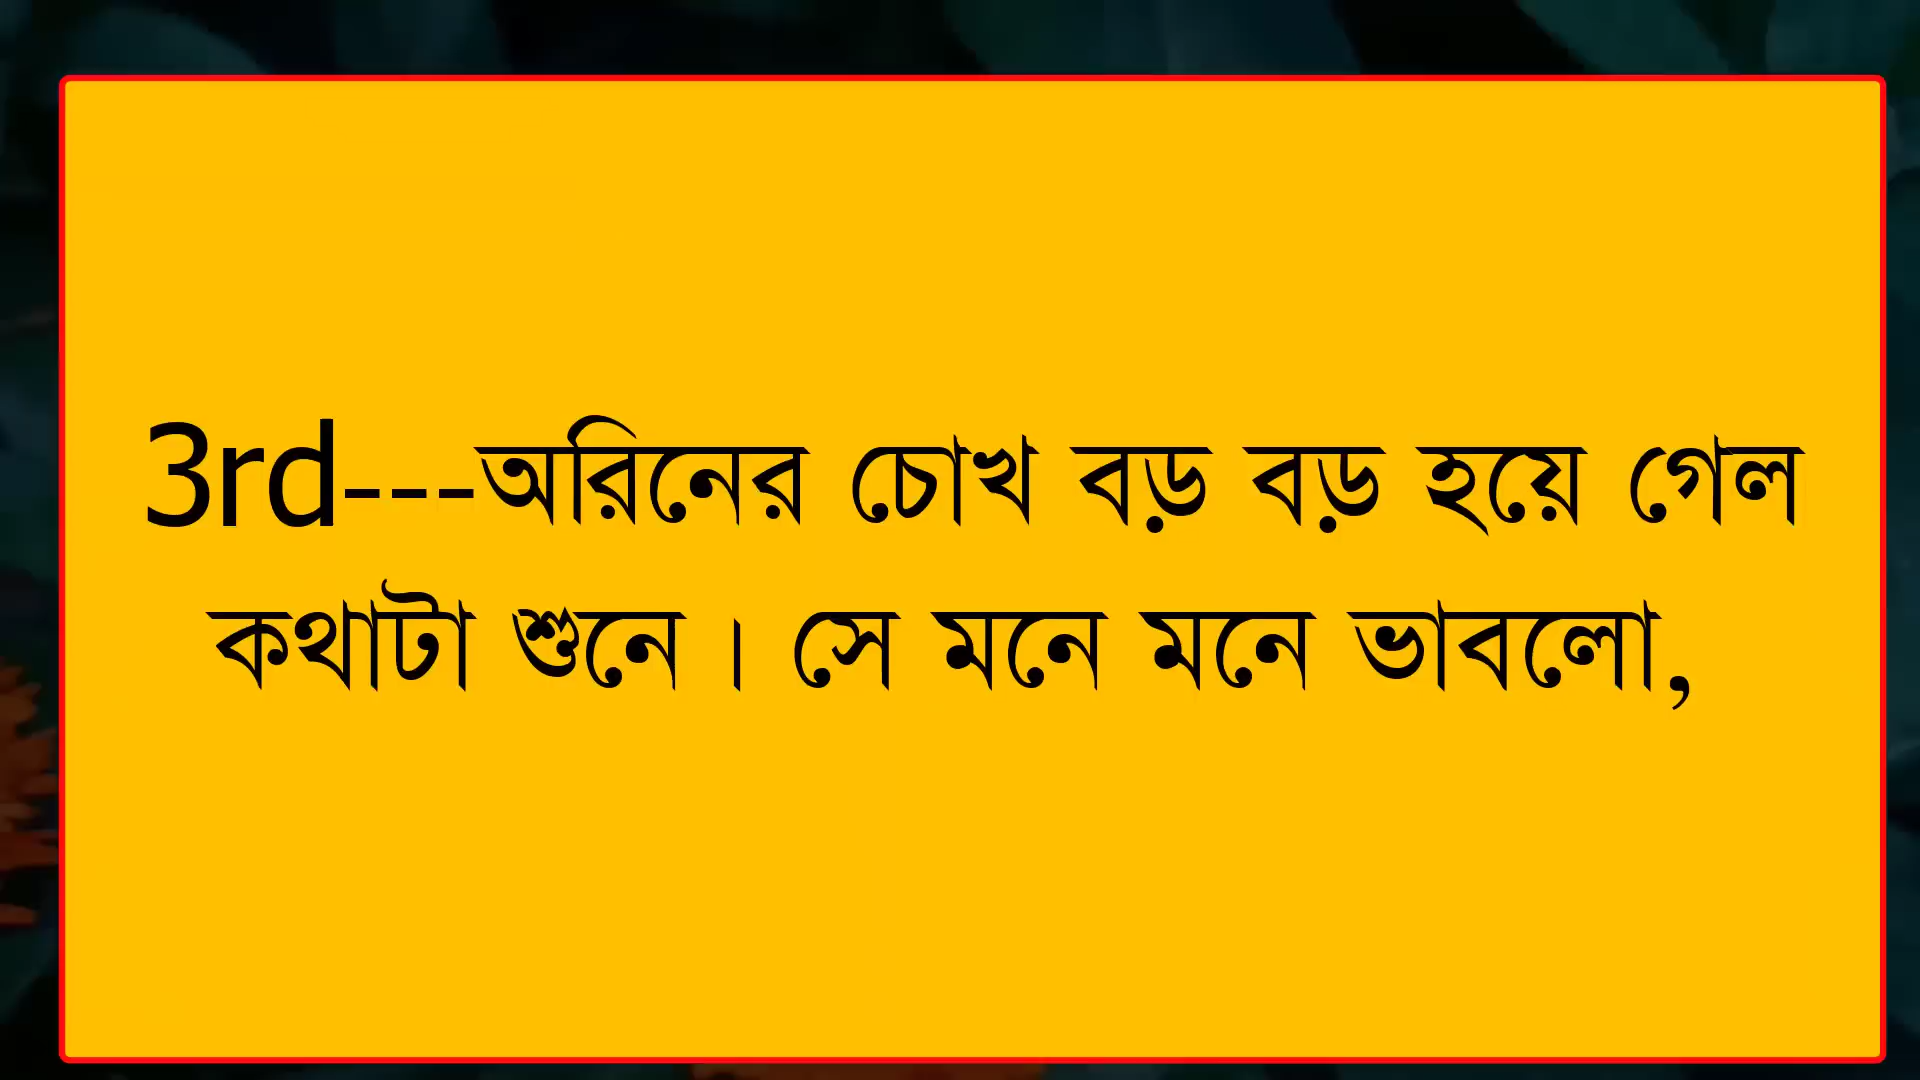 3rd---অরিনের চোখ বড় বড় হয়ে গেল
কথাটা শুনে। সে মনে মনে ভাবলো,